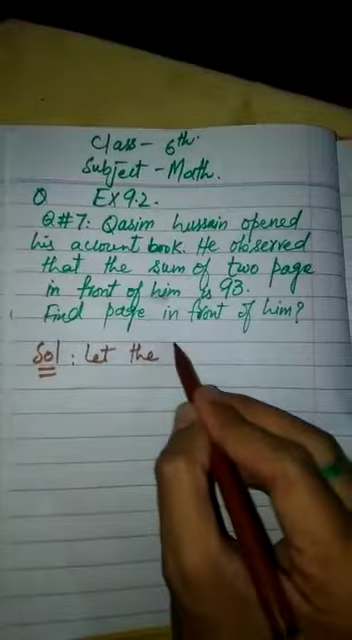 Class - 6th.
Subject - Math.
Q Ex 9.2.
Q#7: Qasim hussain opened
his account book. He observed
that the sum of two page
in front of him is 93.
Find page in front of him?
Sol : Let the